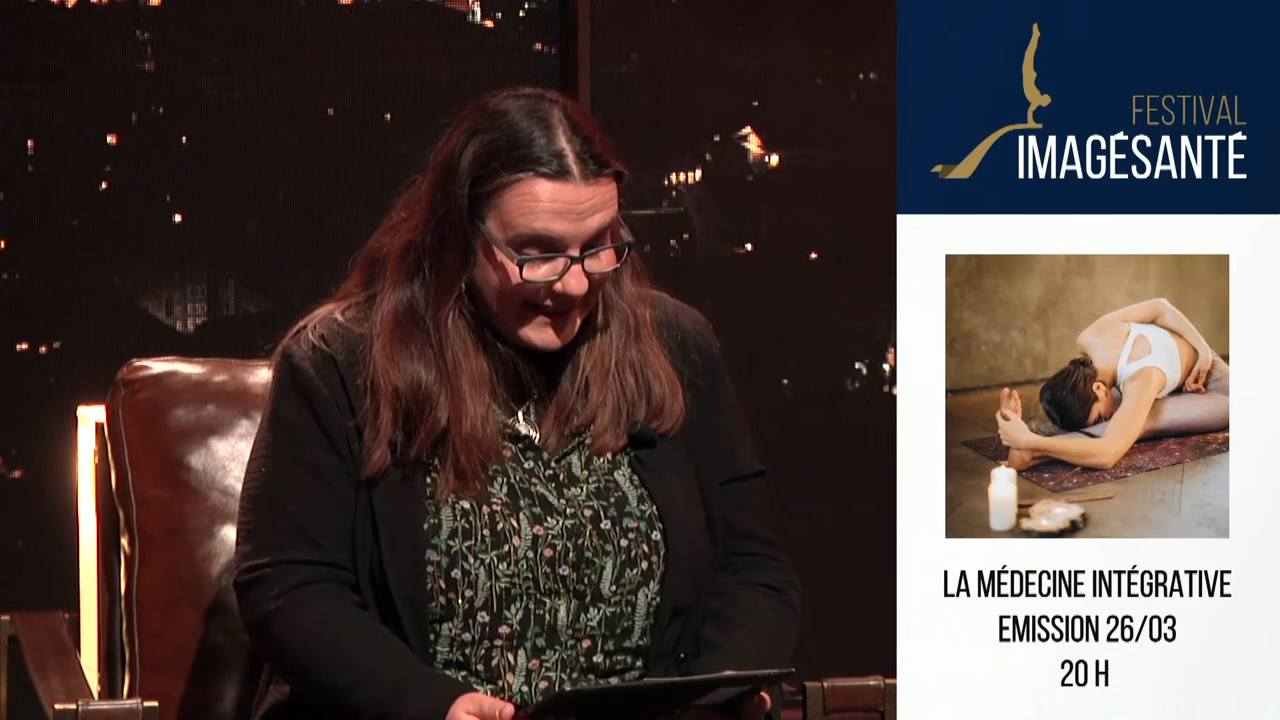 FESTIVAL
IMAGÉSANTÉ
LA MÉDECINE INTÉGRATIVE
EMISSION 26/03
20 H